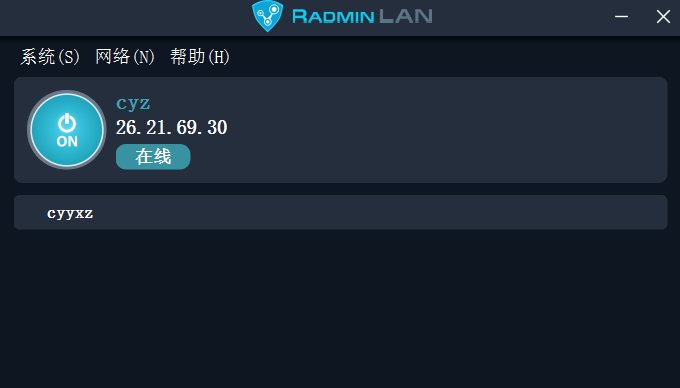 RADMIN LAN
系统(S) 网络(N) 帮助(H)
cyz
26.21.69.30
ON
在线
cyyxz